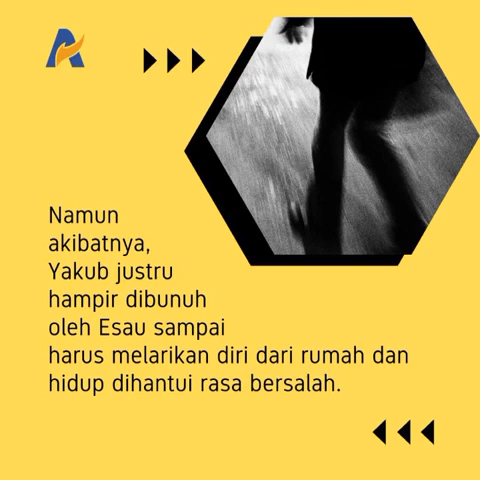 Namun
akibatnya,
Yakub justru
hampir dibunuh
oleh Esau sampai
harus melarikan diri dari rumah dan
hidup dihantui rasa bersalah.